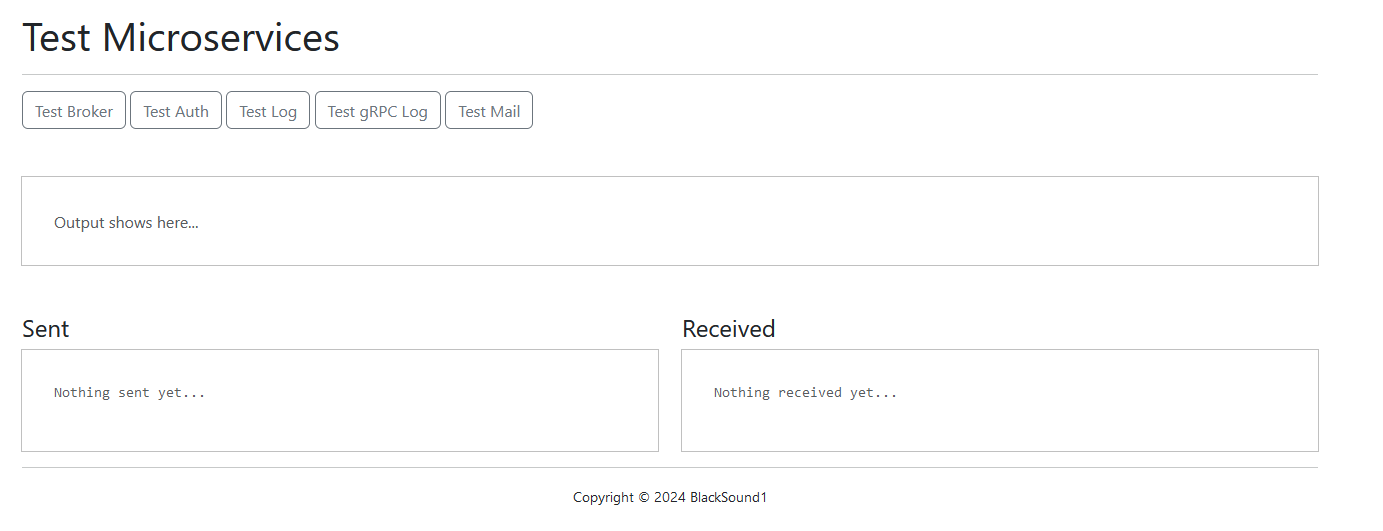 Test Microservices
Test Broker Test Auth Test Log Test gRPC Log Test Mail
Output shows here...
Sent
Nothing sent yet...
Received
Nothing received yet...
Copyright © 2024 BlackSound1